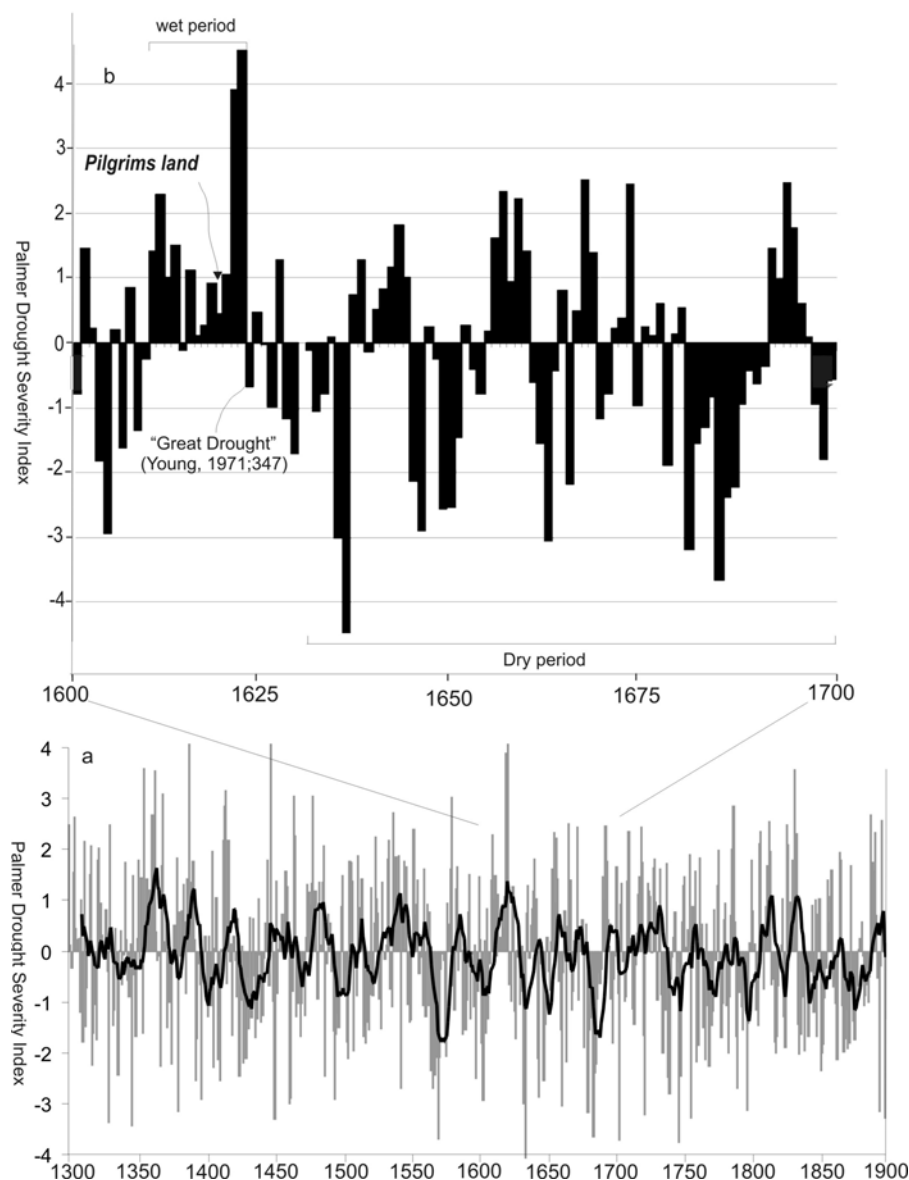 wet period
b
4
3
Pilgrims land
2
1
0
-1
"Great Drought"
(Young, 1971;347)
-2
-3
-4
Palmer Drought Severity Index
Dry period
1600 1625 1650 1675 1700
a
4
3
2
1
0
-1
-2
-3
-4
Palmer Drought Severity Index
1300 1400 1450 1500 1550 1600 1650 1700 1750 1800 1850 1900